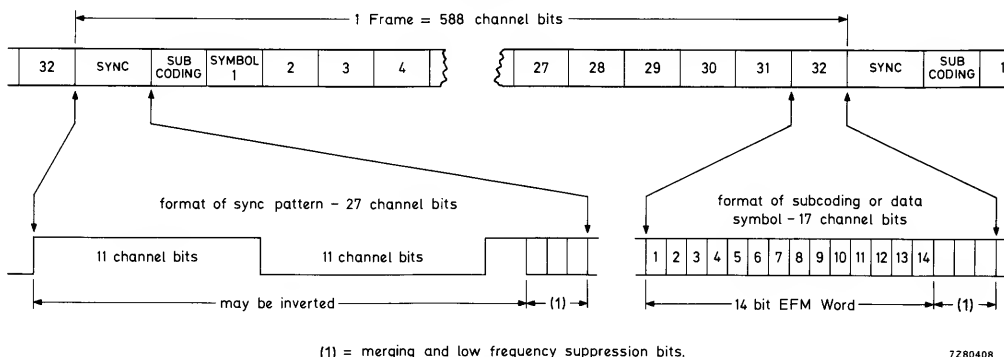 1 Frame = 588 channel bits
32 SYNC SUB CODING SYMBOL 1 2 3 4 27 28 29 30 31 32 SYNC SUB CODING 1
format of sync pattern – 27 channel bits
format of subcoding or data
symbol – 17 channel bits
11 channel bits 11 channel bits
1 2 3 4 5 6 7 8 9 10 11 12 13 14
may be inverted (1) 14 bit EFM Word (1)
(1) = merging and low frequency suppression bits.
7280408